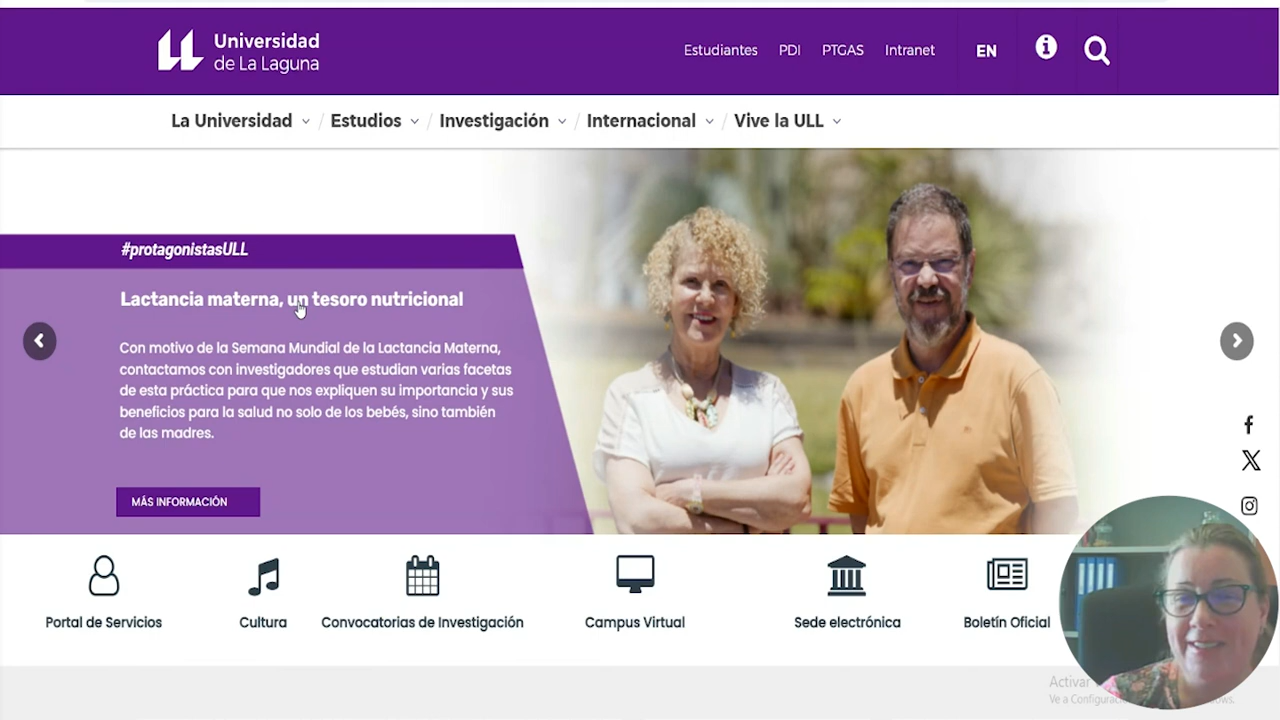 Universidad
de La Laguna
Estudiantes PDI PTGAS Intranet EN
La Universidad / Estudios / Investigación / Internacional / Vive la ULL
#protagonistasULL
Lactancia materna, un tesoro nutricional
Con motivo de la Semana Mundial de la Lactancia Materna,
contactamos con investigadores que estudian varias facetas
de esta práctica para que nos expliquen su importancia y sus
beneficios para la salud no solo de los bebés, sino también
de las madres.
MÁS INFORMACIÓN
Portal de Servicios Cultura Convocatorias de Investigación Campus Virtual Sede electrónica Boletín Oficial
Activar
Ve a